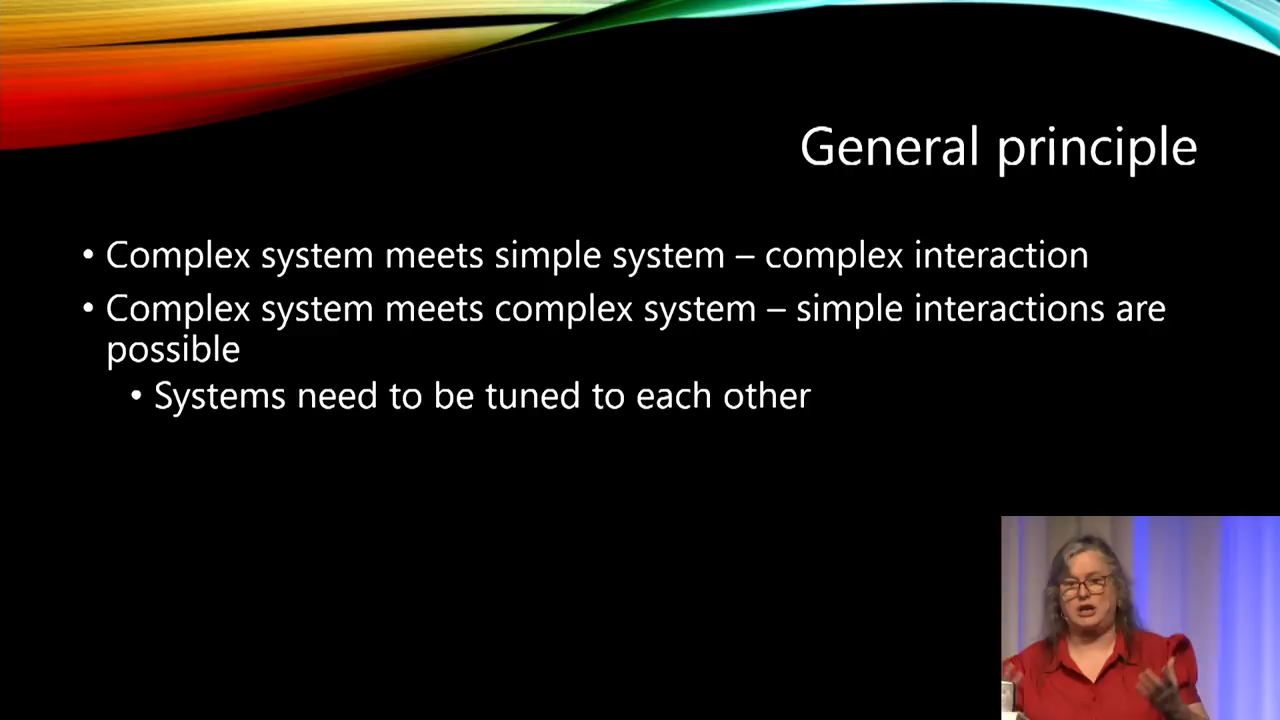 General principle
• Complex system meets simple system – complex interaction
• Complex system meets complex system – simple interactions are
possible
• Systems need to be tuned to each other